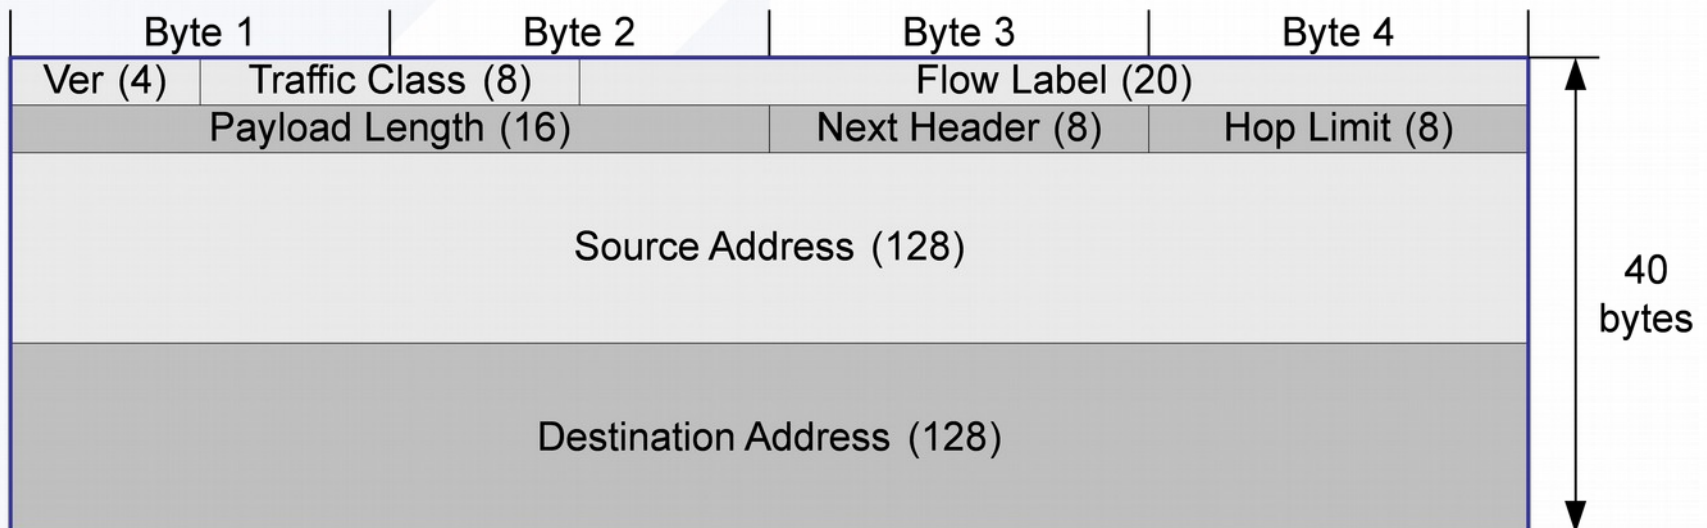 Byte 1 Byte 2 Byte 3 Byte 4
Ver (4) Traffic Class (8) Flow Label (20)
Payload Length (16) Next Header (8) Hop Limit (8)
Source Address (128)
40
bytes
Destination Address (128)